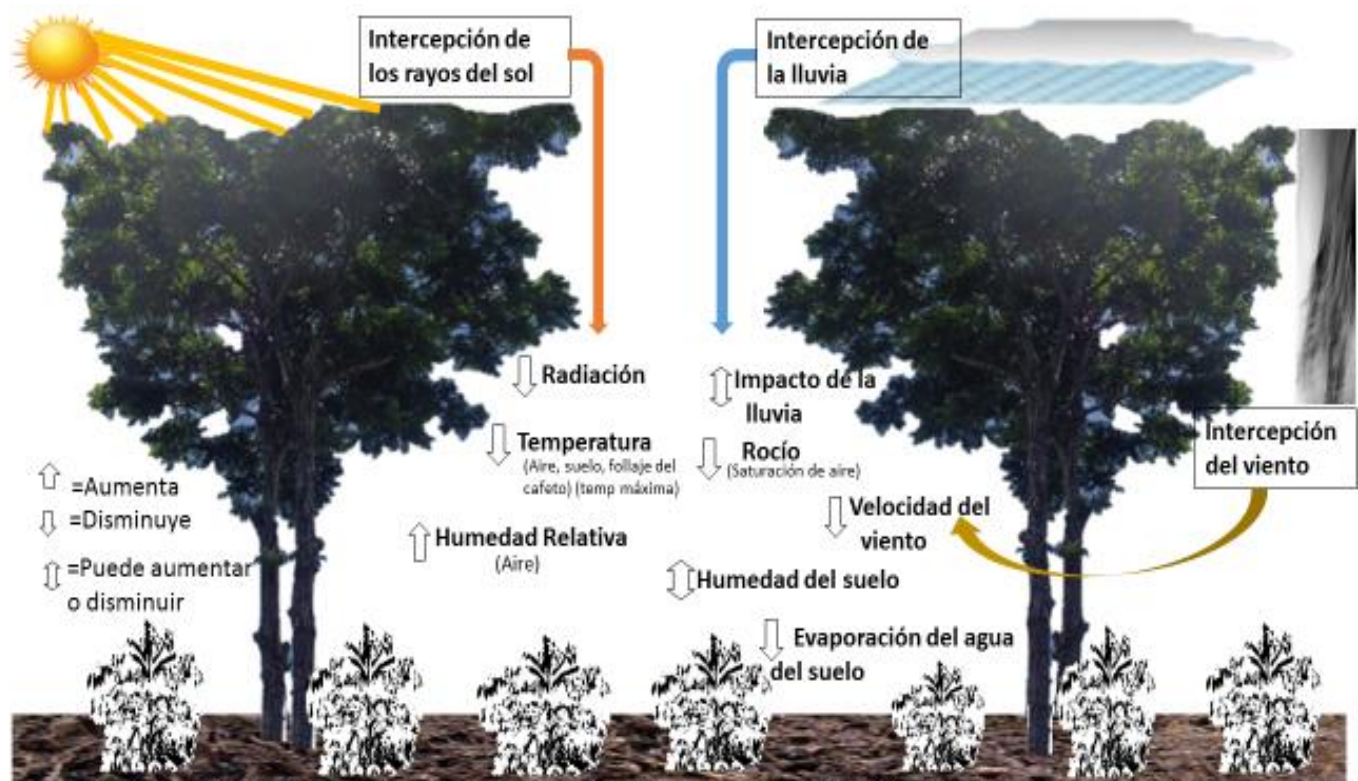 Intercepción de
los rayos del sol
Intercepción de
la lluvia
Radiación
Impacto de la
lluvia
Temperatura
(Aire, suelo, follaje del
cafeto) (temp máxima)
Rocío
(Saturación de aire)
Intercepción
del viento
=Aumenta
=Disminuye
=Puede aumentar
o disminuir
Humedad Relativa
(Aire)
Velocidad del
viento
Humedad del suelo
Evaporación del agua
del suelo